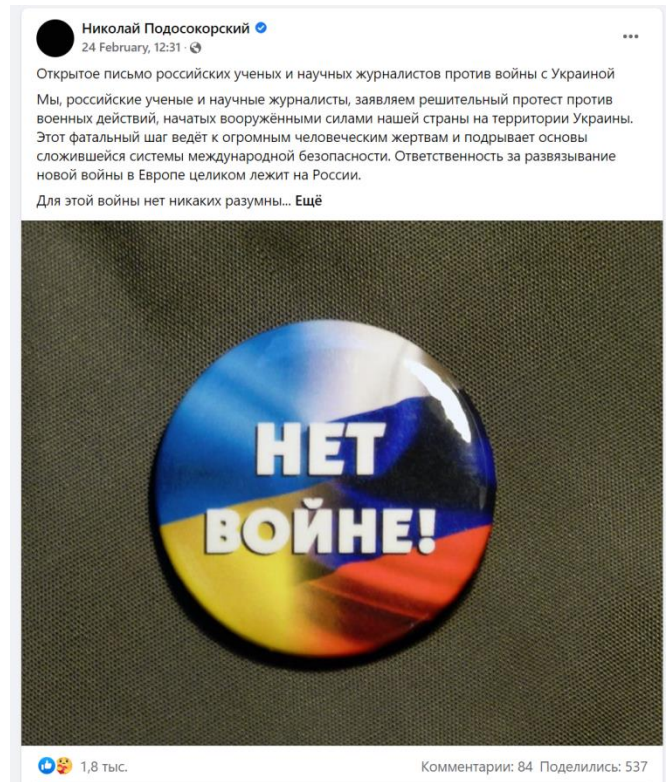 Николай Подосокорский
24 February, 12:31 ·
Открытое письмо российских ученых и научных журналистов против войны с Украиной
Мы, российские ученые и научные журналисты, заявляем решительный протест против
военных действий, начатых вооружёнными силами нашей страны на территории Украины.
Этот фатальный шаг ведёт к огромным человеческим жертвам и подрывает основы
сложившейся системы международной безопасности. Ответственность за развязывание
новой войны в Европе целиком лежит на России.
Для этой войны нет никаких разумны... Ещё
НЕТ
ВОЙНЕ!
1,8 тыс.
Комментарии: 84 Поделились: 537